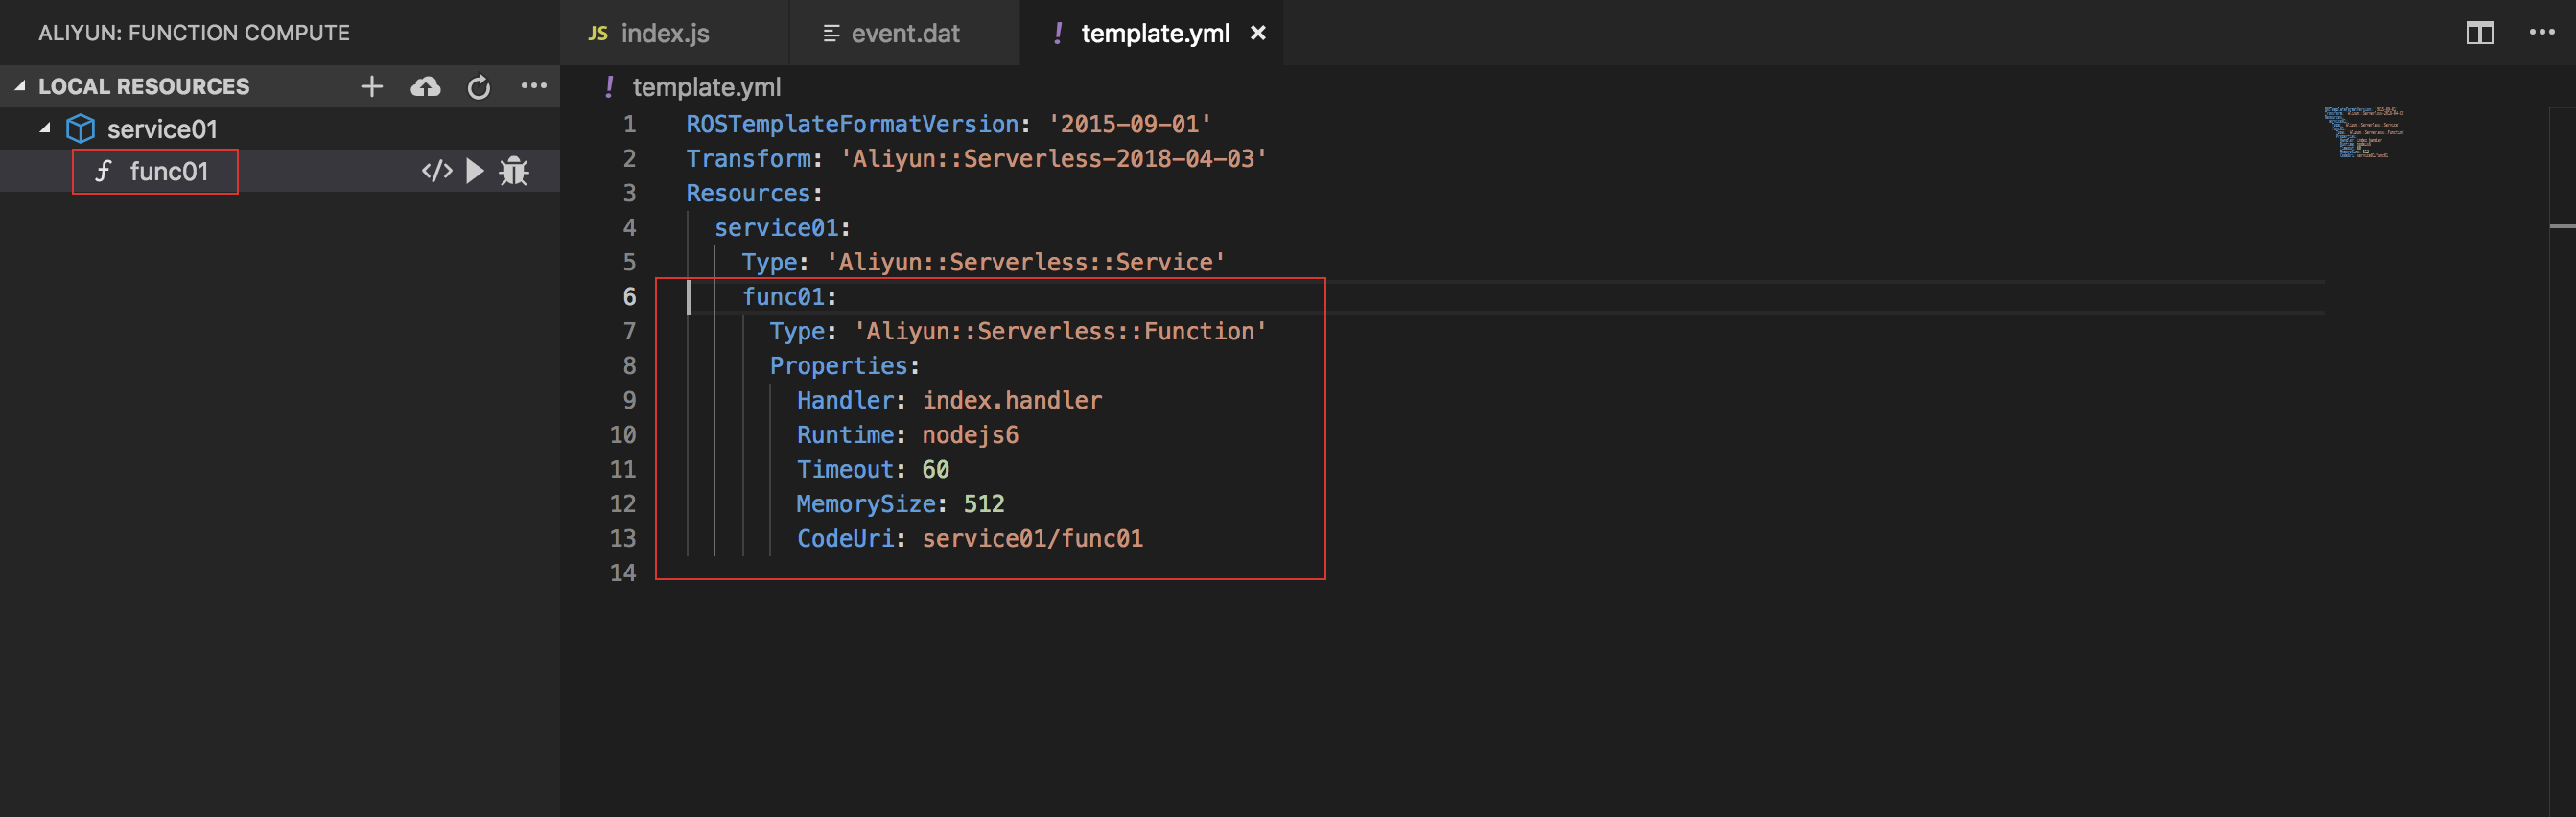 ALIYUN: FUNCTION COMPUTE
LOCAL RESOURCES
service01
func01
JS index.js
event.dat
! template.yml
! template.yml
1 ROSTemplateFormatVersion: '2015-09-01'
2 Transform: 'Aliyun::Serverless-2018-04-03'
3 Resources:
4 service01:
5 Type: 'Aliyun::Serverless::Service'
6 func01:
7 Type: 'Aliyun::Serverless::Function'
8 Properties:
9 Handler: index.handler
10 Runtime: nodejs6
11 Timeout: 60
12 MemorySize: 512
13 CodeUri: service01/func01
14